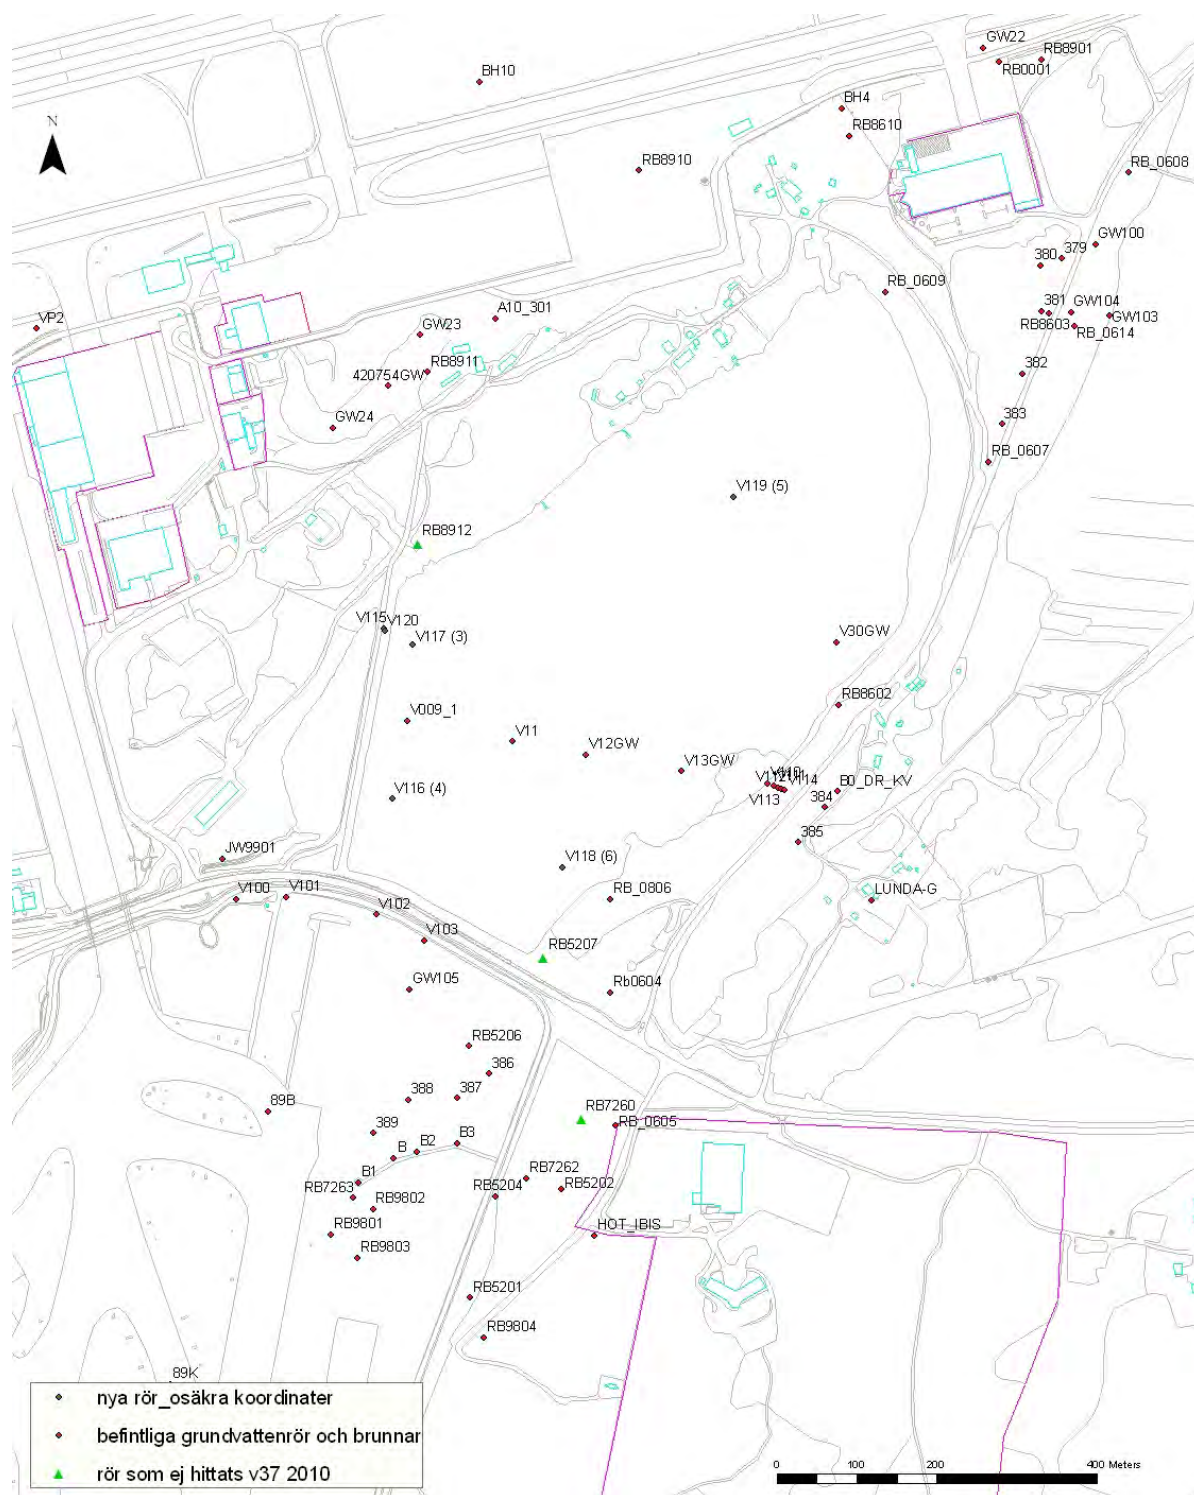 GW22
RB8901
RB0001
BH10
BH4
RB8610
N
RB8910
RB_0608
GW100
379
380
RB_0609
A10_301
381
GW104
GW103
RB8603
RB_0614
VP2
GW23
RB8911
420754GW
382
GW24
383
RB_0607
V119 (5)
RB8912
V115
V120
V117 (3)
V30GW
RB8602
V009_1
V11
V12GW
V13GW
V114
V113
B0_DR_KV
V116 (4)
384
385
JW9901
V118 (6)
V100
V101
RB_0806
LUNDA-G
V102
V103
RB5207
GW105
Rb0604
RB5206
386
388
387
89B
RB7260
RB_0605
389
B
B2
B3
B1
RB7262
RB7263
RB5204
RB5202
RB9802
RB9801
HOT_IBIS
RB9803
RB5201
RB9804
89K
nya rör_osäkra koordinater
befintliga grundvattenrör och brunnar
rör som ej hittats v37 2010
0 100 200 400 Meters